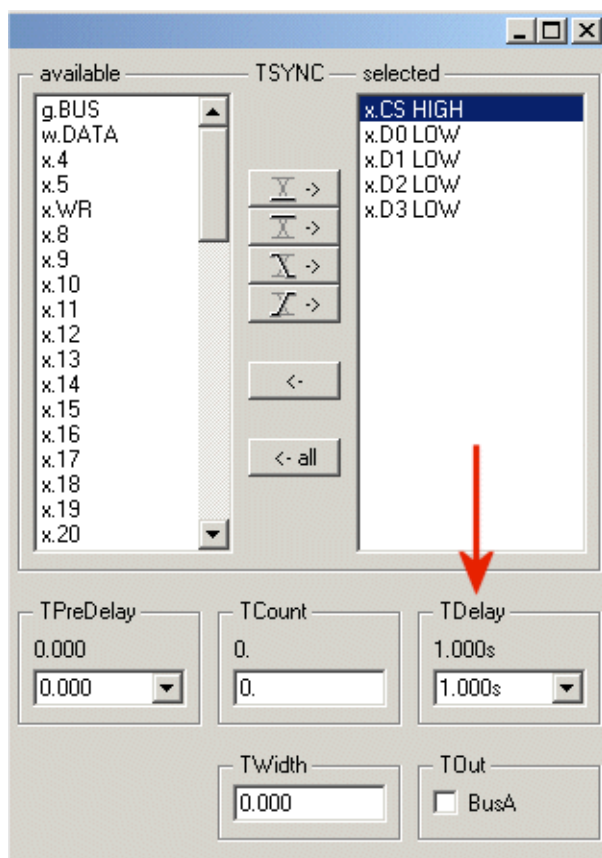 available
TSYNC
selected
g.BUS
w.DATA
x.4
x.5
x.WR
x.8
x.9
x.10
x.11
x.12
x.13
x.14
x.15
x.16
x.17
x.18
x.19
x.20
->
->
->
->
<-
<- all
x.CS HIGH
x.D0 LOW
x.D1 LOW
x.D2 LOW
x.D3 LOW
TPreDelay
0.000
0.000
TCount
0.
0.
TDelay
1.000s
1.000s
TWidth
0.000
TOut
BusA